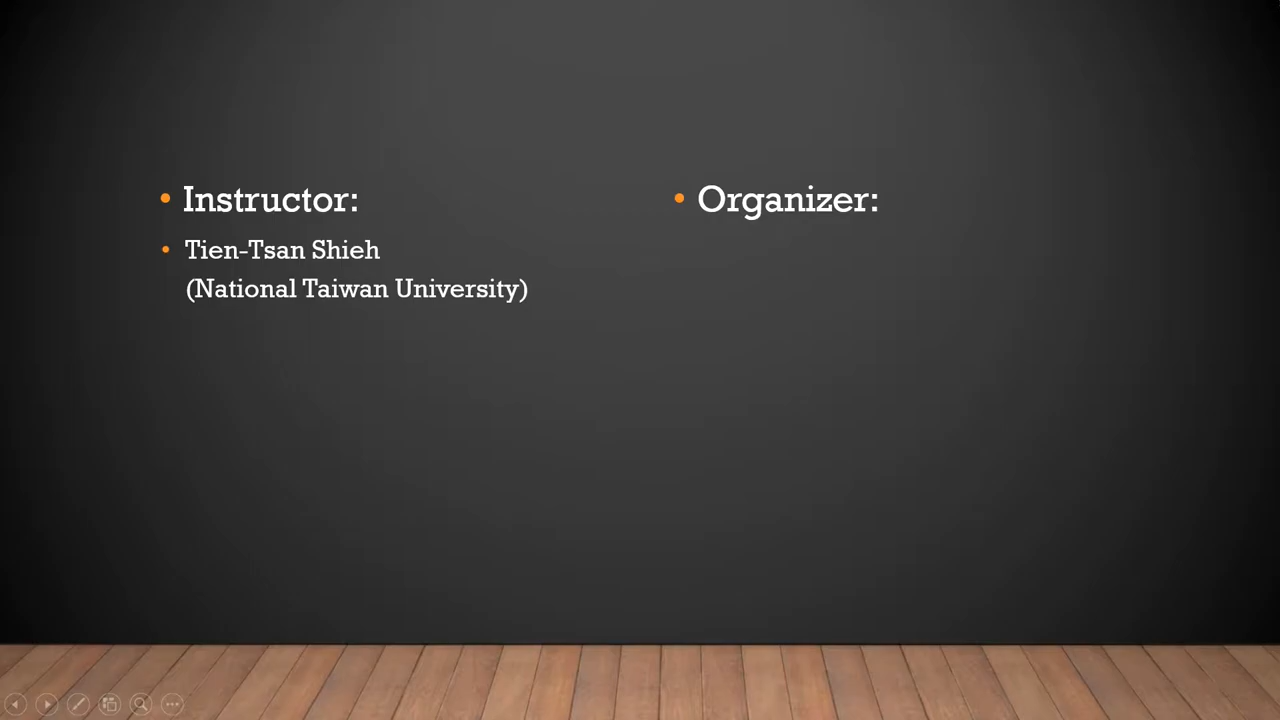 • Instructor:
• Tien-Tsan Shieh
(National Taiwan University)
• Organizer: